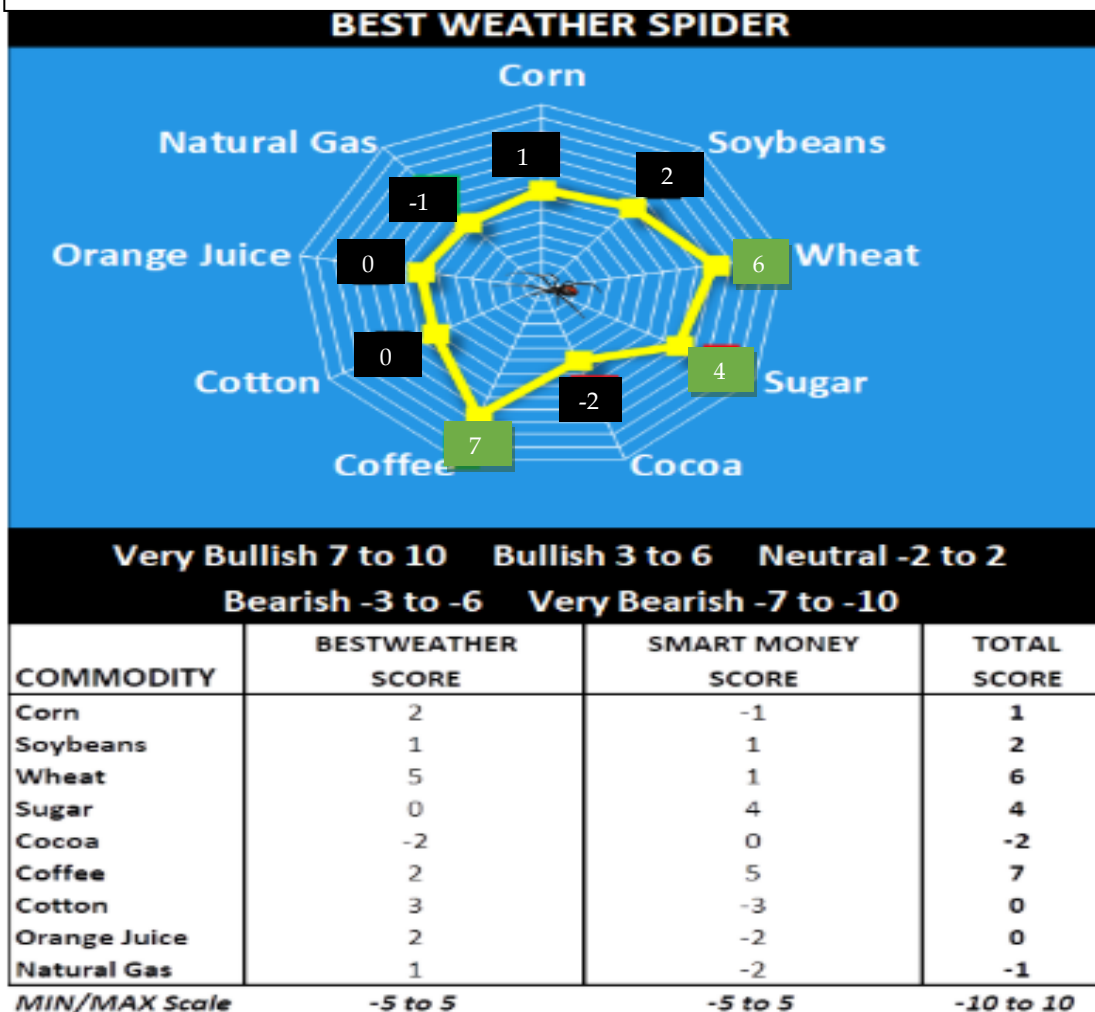 BEST WEATHER SPIDER
Corn
Natural Gas
Soybeans
1
2
-1
Orange Juice
0
6
Wheat
0
4
Cotton
Sugar
-2
7
Coffee
Cocoa
Very Bullish 7 to 10 Bullish 3 to 6 Neutral -2 to 2
Bearish -3 to -6 Very Bearish -7 to -10
COMMODITY BESTWEATHER SCORE SMART MONEY SCORE TOTAL SCORE
Corn 2 -1 1
Soybeans 1 1 2
Wheat 5 1 6
Sugar 0 4 4
Cocoa -2 0 -2
Coffee 2 5 7
Cotton 3 -3 0
Orange Juice 2 -2 0
Natural Gas 1 -2 -1
MIN/MAX Scale -5 to 5 -5 to 5 -10 to 10